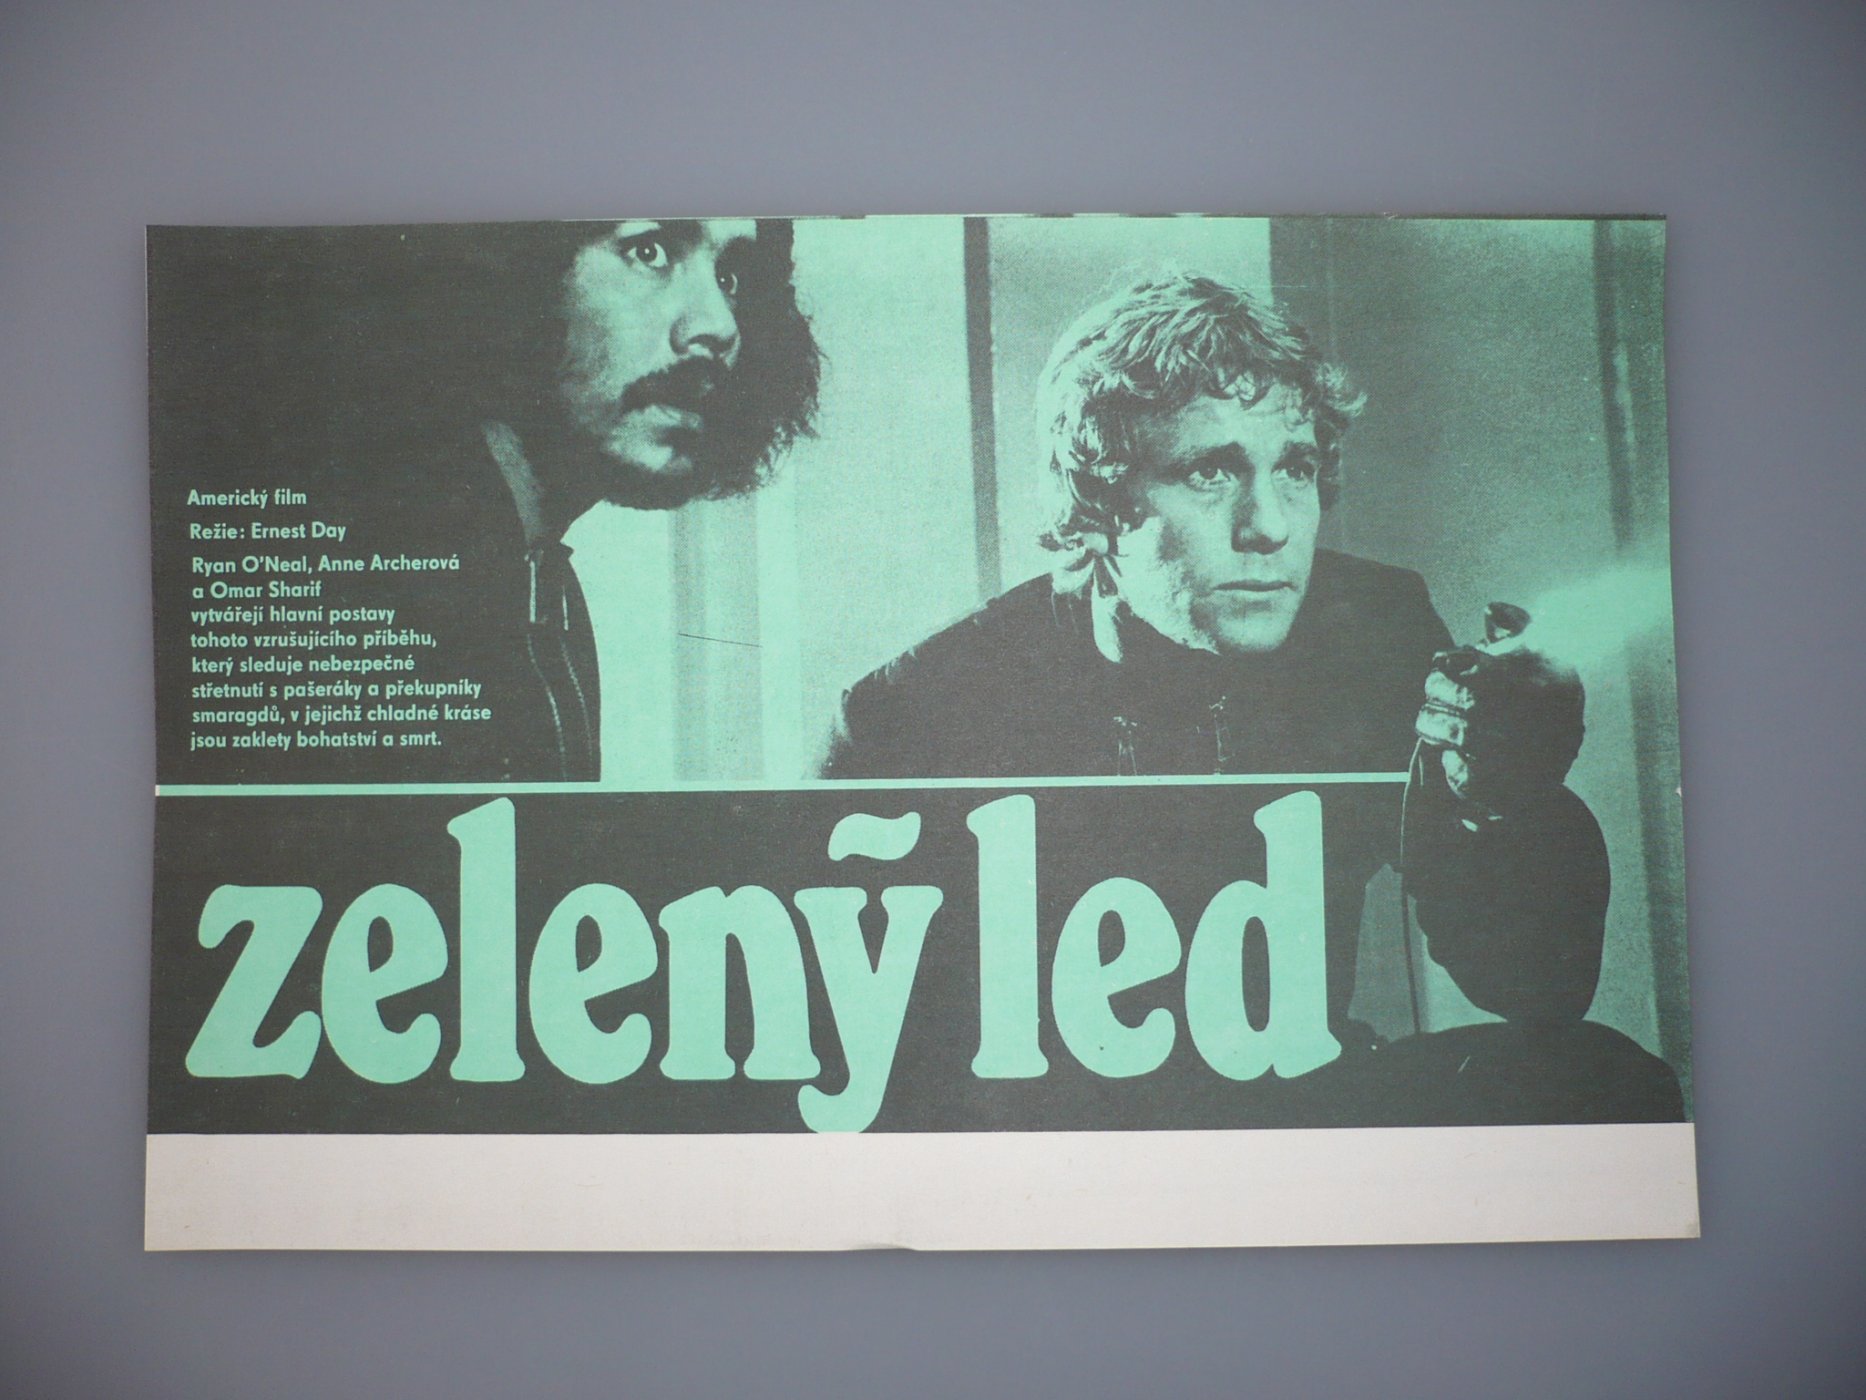 Americký film
Režie: Ernest Day
Ryan O'Neal, Anne Archerová
a Omar Sharif
vytvářejí hlavní postavy
tohoto vzrušujícího příběhu,
který sleduje nebezpečné
střetnutí s pašeráky a překupníky
smaragdů, v jejichž chladné kráse
jsou zaklety bohatství a smrt.
zelený led